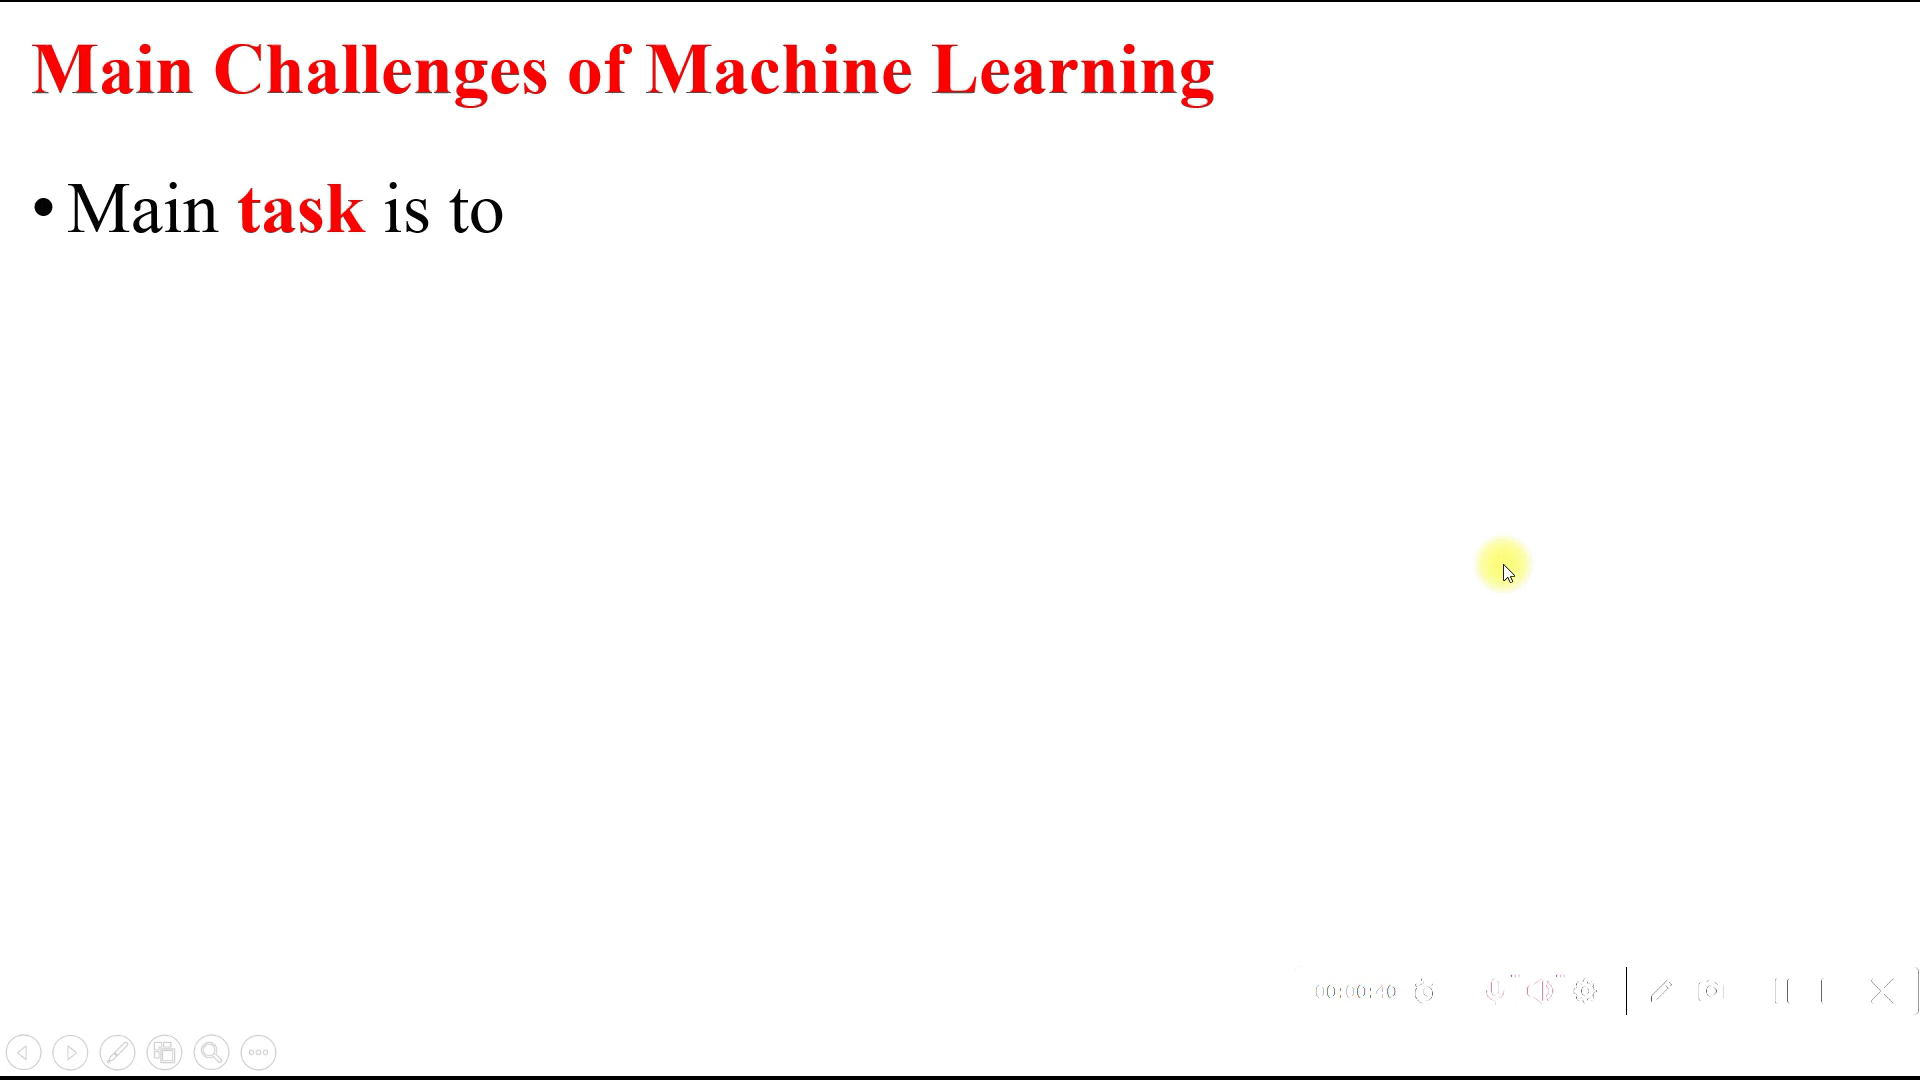 Main Challenges of Machine Learning
• Main task is to
00:00:40